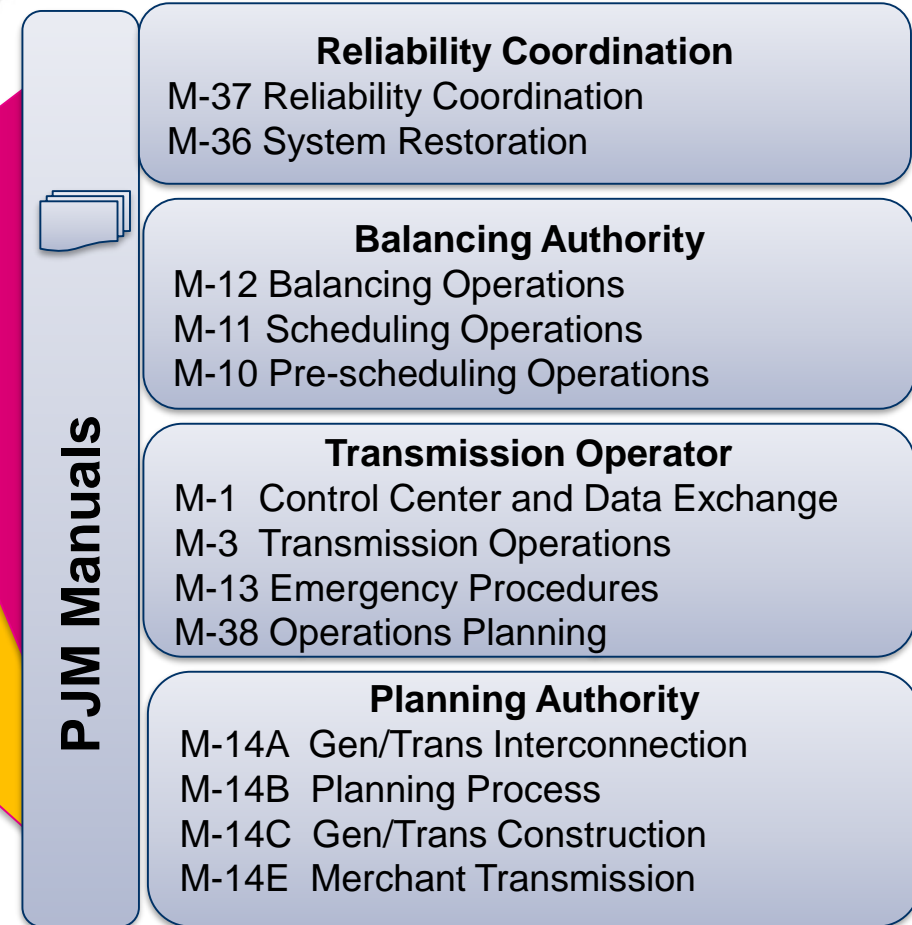 PJM Manuals
Reliability Coordination
M-37 Reliability Coordination
M-36 System Restoration
Balancing Authority
M-12 Balancing Operations
M-11 Scheduling Operations
M-10 Pre-scheduling Operations
Transmission Operator
M-1  Control Center and Data Exchange
M-3  Transmission Operations
M-13 Emergency Procedures
M-38 Operations Planning
Planning Authority
M-14A  Gen/Trans Interconnection
M-14B  Planning Process
M-14C  Gen/Trans Construction
M-14E  Merchant Transmission